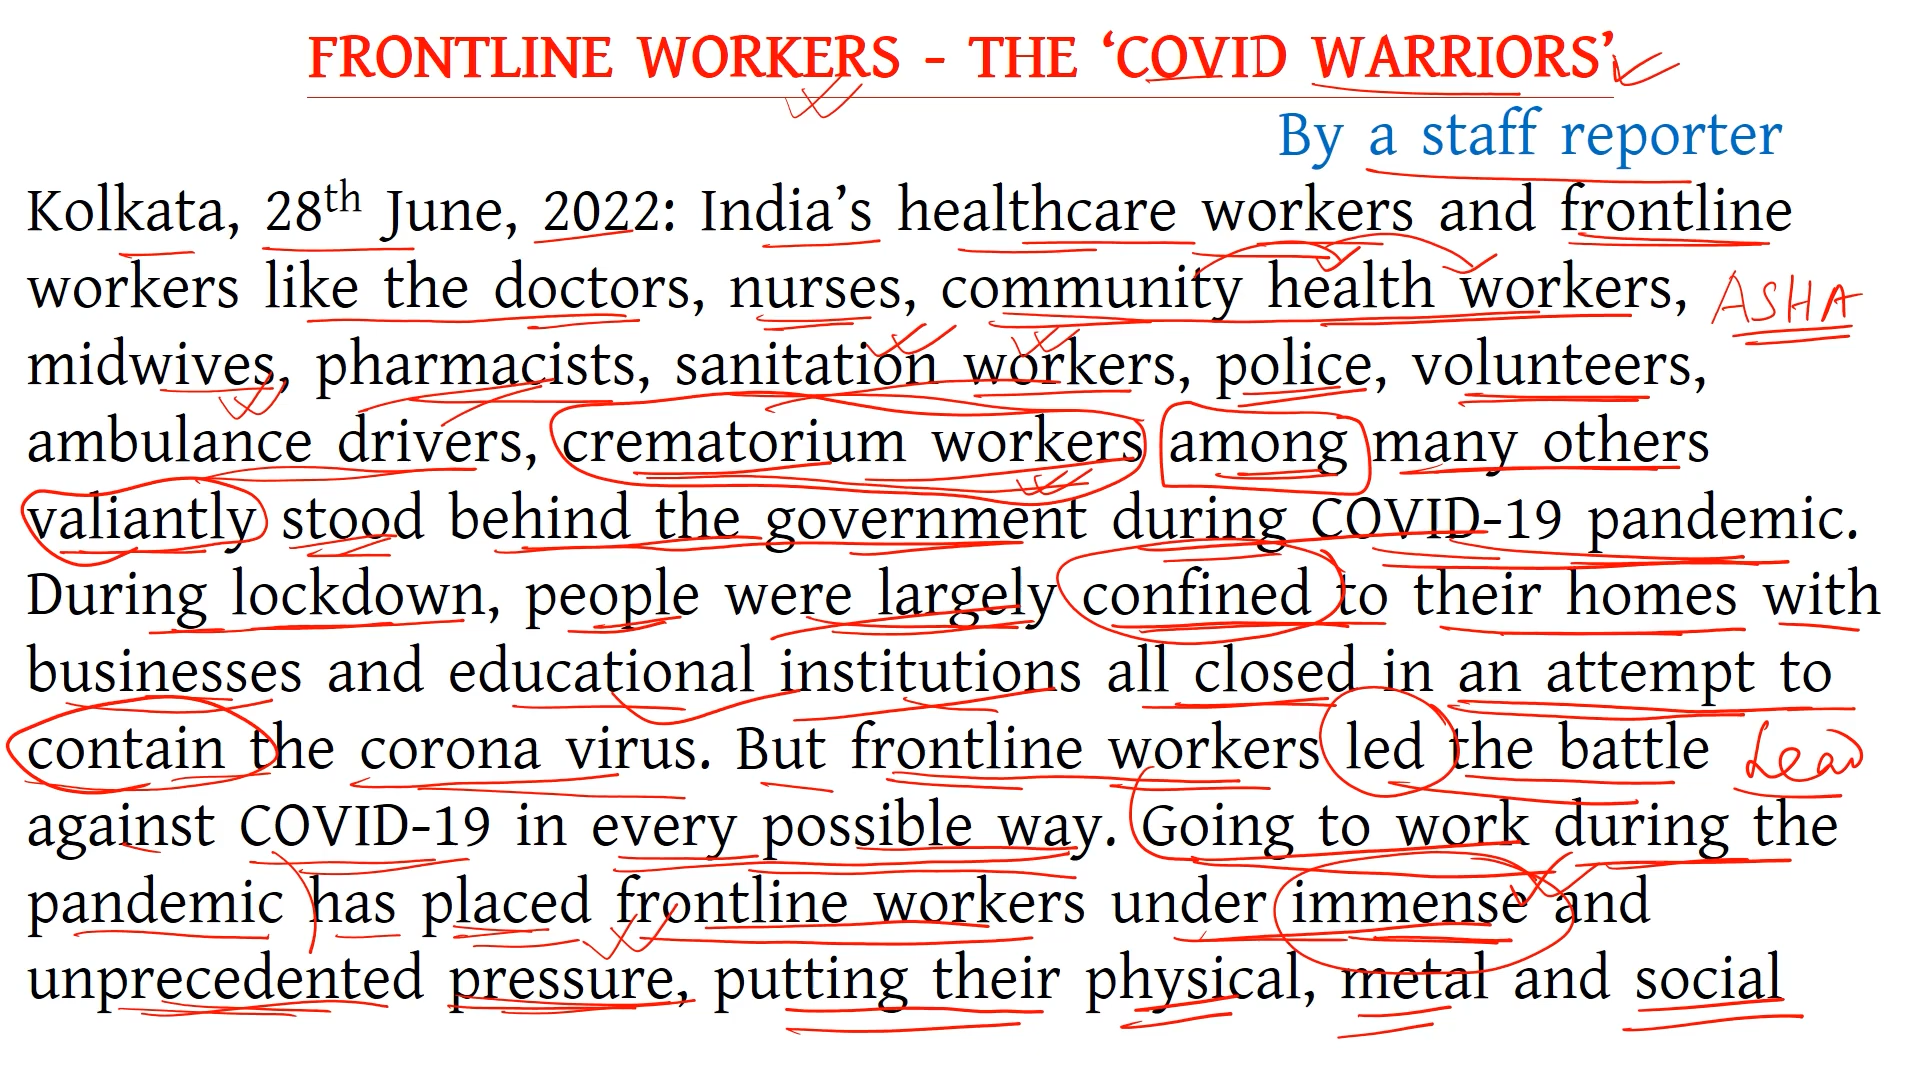 FRONTLINE WORKERS - THE ‘COVID WARRIORS’
By a staff reporter
Kolkata, 28th June, 2022: India’s healthcare workers and frontline
workers like the doctors, nurses, community health workers, ASHA
midwives, pharmacists, sanitation workers, police, volunteers,
ambulance drivers, crematorium workers among many others
valiantly stood behind the government during COVID-19 pandemic.
During lockdown, people were largely confined to their homes with
businesses and educational institutions all closed in an attempt to
contain the corona virus. But frontline workers led the battle Lead
against COVID-19 in every possible way. Going to work during the
pandemic has placed frontline workers under immense and
unprecedented pressure, putting their physical, metal and social